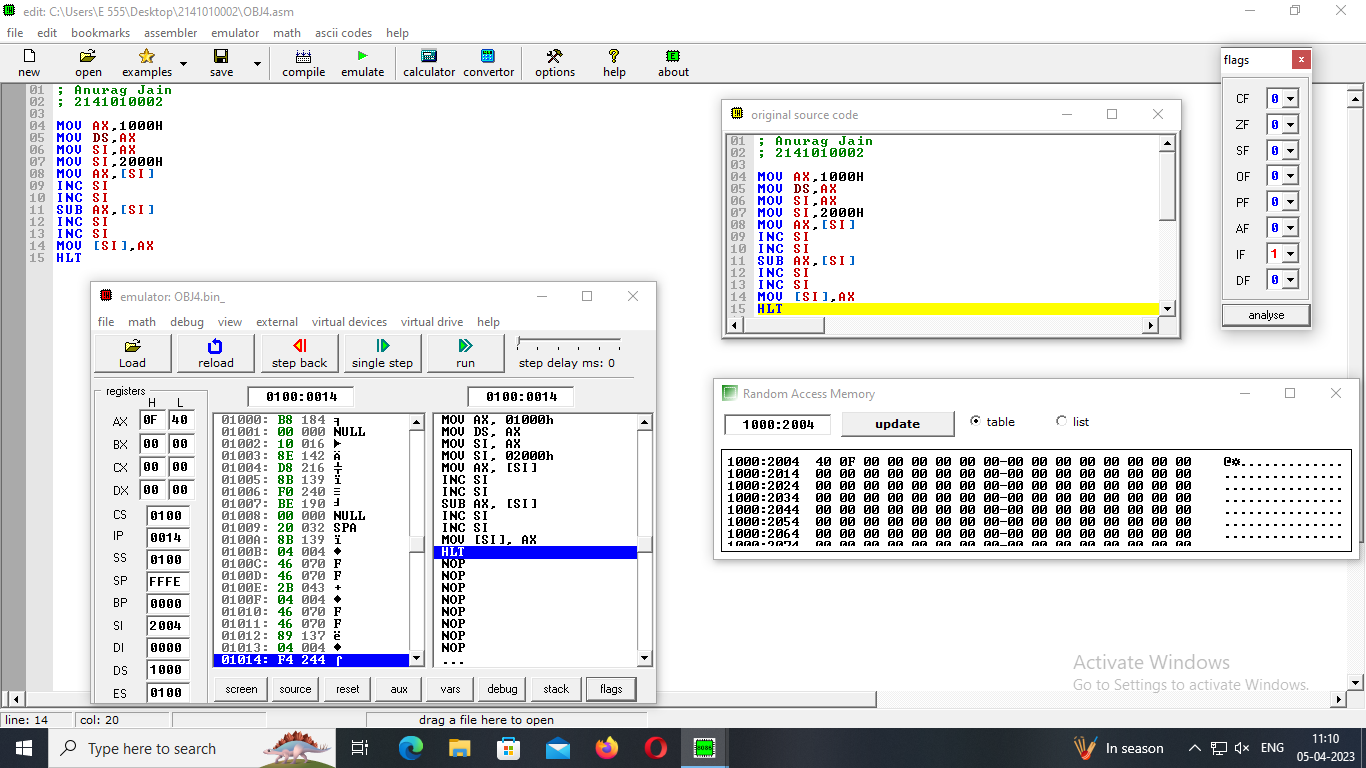 edit: C:\Users\E 555\Desktop\2141010002\OBJ4.asm
file edit bookmarks assembler emulator math ascii codes help
new open examples save compile emulate calculator convertor options help about
01 ; Anurag Jain
02 ; 2141010002
03
04 MOV AX,1000H
05 MOV DS,AX
06 MOV SI,AX
07 MOV SI,2000H
08 MOV AX,[SI]
09 INC SI
10 INC SI
11 SUB AX,[SI]
12 INC SI
13 INC SI
14 MOV [SI],AX
15 HLT
original source code
01 ; Anurag Jain
02 ; 2141010002
03
04 MOV AX,1000H
05 MOV DS,AX
06 MOV SI,AX
07 MOV SI,2000H
08 MOV AX,[SI]
09 INC SI
10 INC SI
11 SUB AX,[SI]
12 INC SI
13 INC SI
14 MOV [SI],AX
15 HLT
flags x
CF 0
ZF 0
SF 0
OF 0
PF 0
AF 0
IF 1
DF 0
analyse
emulator: OBJ4.bin_
file math debug view external virtual devices virtual drive help
Load reload step back single step run step delay ms: 0
registers
H L
AX 0F 40
BX 00 00
CX 00 00
DX 00 00
CS 0100
IP 0014
SS 0100
SP FFFE
BP 0000
SI 2004
DI 0000
DS 1000
ES 0100
0100:0014
01000: B8 184 ╕
01001: 00 000 NULL
01002: 10 016 ►
01003: 8E 142 Ä
01004: D8 216 ╪
01005: 8B 139 ï
01006: F0 240 ≡
01007: BE 190 ╛
01008: 00 000 NULL
01009: 20 032 SPA
0100A: 8B 139 ï
0100B: 04 004 ♦
0100C: 46 070 F
0100D: 46 070 F
0100E: 2B 043 +
0100F: 04 004 ♦
01010: 46 070 F
01011: 46 070 F
01012: 89 137 ë
01013: 04 004 ♦
01014: F4 244 ⌠
0100:0014
MOV AX, 01000h
MOV DS, AX
MOV SI, AX
MOV SI, 02000h
MOV AX, [SI]
INC SI
INC SI
SUB AX, [SI]
INC SI
INC SI
MOV [SI], AX
HLT
NOP
NOP
NOP
NOP
NOP
NOP
NOP
NOP
...
screen source reset aux vars debug stack flags
Random Access Memory
1000:2004 update table list
1000:2004 40 0F 00 00 00 00 00 00-00 00 00 00 00 00 00 00 @☼..............
1000:2014 00 00 00 00 00 00 00 00-00 00 00 00 00 00 00 00 ................
1000:2024 00 00 00 00 00 00 00 00-00 00 00 00 00 00 00 00 ................
1000:2034 00 00 00 00 00 00 00 00-00 00 00 00 00 00 00 00 ................
1000:2044 00 00 00 00 00 00 00 00-00 00 00 00 00 00 00 00 ................
1000:2054 00 00 00 00 00 00 00 00-00 00 00 00 00 00 00 00 ................
1000:2064 00 00 00 00 00 00 00 00-00 00 00 00 00 00 00 00 ................
1000:2074 00 00 00 00 00 00 00 00-00 00 00 00 00 00 00 00
Activate Windows
Go to Settings to activate Windows.
line: 14 col: 20 drag a file here to open
Type here to search
In season
ENG
11:10
05-04-2023